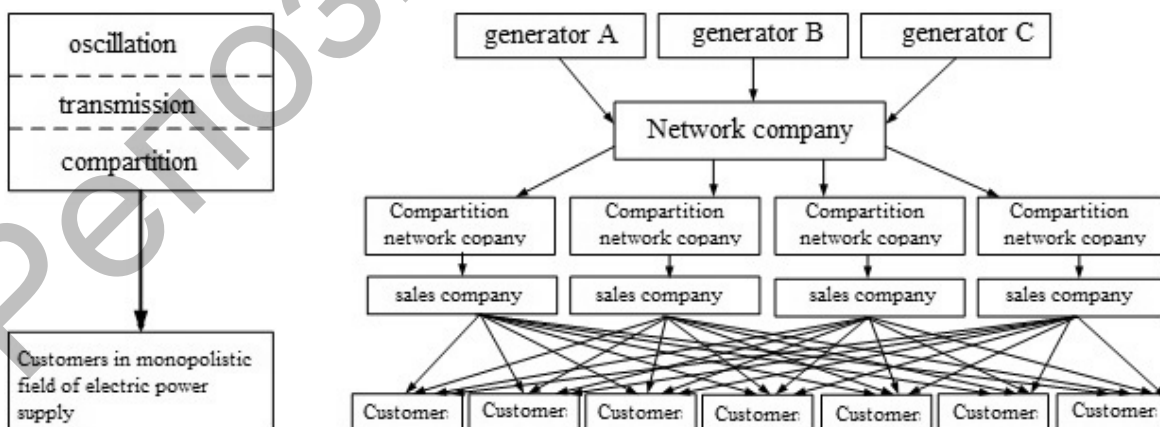 oscillation
transmission
compartition
Customers in monopolistic
field of electric power
supply
generator A
generator B
generator C
Network company
Compartition
network copany
Compartition
network copany
Compartition
network copany
Compartition
network copany
sales company
sales company
sales company
sales company
Customer
Customer
Customer
Customer
Customer
Customer
Customer
Репоз